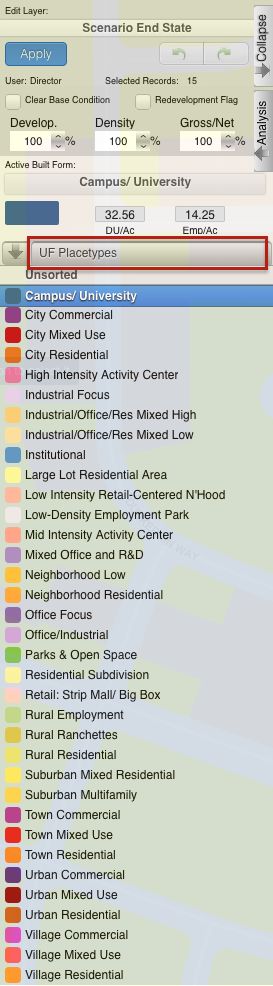 Edit Layer:
Scenario End State
Collapse
Apply
User: Director Selected Records: 15
Clear Base Condition Redevelopment Flag
Analysis
Develop. Density Gross/Net
100 % 100 % 100 %
Active Built Form:
Campus/ University
32.56 14.25
DU/Ac Emp/Ac
UF Placetypes
Unsorted
Campus/ University
City Commercial
City Mixed Use
City Residential
High Intensity Activity Center
Industrial Focus
Industrial/Office/Res Mixed High
Industrial/Office/Res Mixed Low
Institutional
Large Lot Residential Area
Low Intensity Retail-Centered N'Hood
Low-Density Employment Park
Mid Intensity Activity Center
Mixed Office and R&D
Neighborhood Low
Neighborhood Residential
Office Focus
Office/Industrial
Parks & Open Space
Residential Subdivision
Retail: Strip Mall/ Big Box
Rural Employment
Rural Ranchettes
Rural Residential
Suburban Mixed Residential
Suburban Multifamily
Town Commercial
Town Mixed Use
Town Residential
Urban Commercial
Urban Mixed Use
Urban Residential
Village Commercial
Village Mixed Use
Village Residential